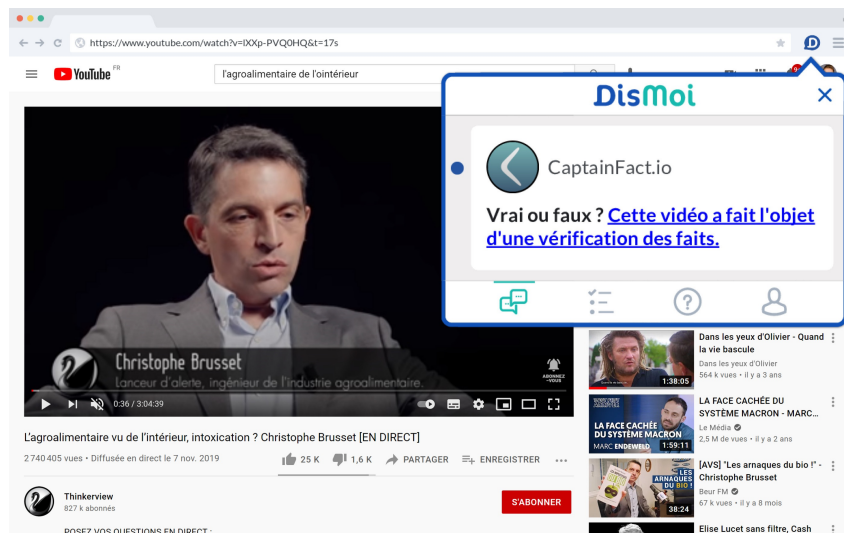 https://www.youtube.com/watch?v=IXXp-PVQ0HQ&t=17s
YouTube FR
l'agroalimentaire de l'ointérieur
DisMoi
CaptainFact.io
Vrai ou faux ? Cette vidéo a fait l'objet
d'une vérification des faits.
Christophe Brusset
Lanceur d'alerte, ingénieur de l'industrie agroalimentaire.
ABONNEZ
-VOUS
0:36 / 3:04:39
L'agroalimentaire vu de l'intérieur, intoxication ? Christophe Brusset [EN DIRECT]
2 740 405 vues • Diffusée en direct le 7 nov. 2019
25 K
1,6 K
PARTAGER
ENREGISTRER
Thinkerview
827 k abonnés
S'ABONNER
POSEZ VOS QUESTIONS EN DIRECT :
1:38:05
Dans les yeux d'Olivier - Quand
la vie bascule
Dans les yeux d'Olivier
564 k vues • il y a 3 ans
LA FACE CACHÉE
DU SYSTÈME MACRON
MARC ENDEWELD
1:59:11
LA FACE CACHÉE DU
SYSTÈME MACRON - MARC...
Le Média
2,5 M de vues • il y a 2 ans
LES
ARNAQUES
DU BIO !
38:24
[AVS] "Les arnaques du bio !" -
Christophe Brusset
Beur FM
67 k vues • il y a 8 mois
Elise Lucet sans filtre, Cash